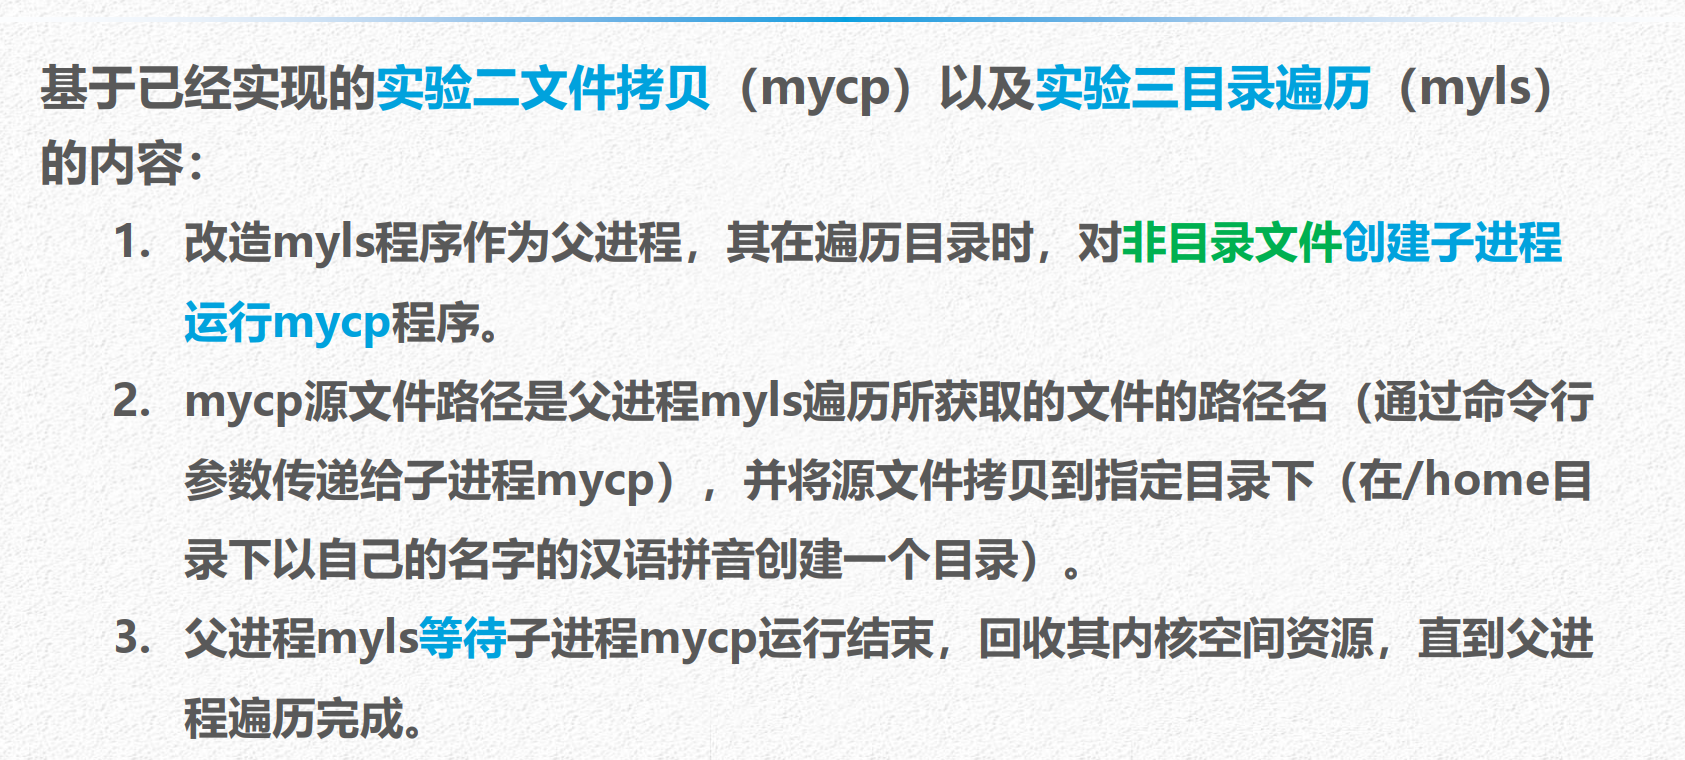 基于已经实现的实验二文件拷贝（mycp）以及实验三目录遍历（myls）
的内容：
1. 改造myls程序作为父进程，其在遍历目录时，对非目录文件创建子进程
运行mycp程序。
2. mycp源文件路径是父进程myls遍历所获取的文件的路径名（通过命令行
参数传递给子进程mycp），并将源文件拷贝到指定目录下（在/home目
录下以自己的名字的汉语拼音创建一个目录）。
3. 父进程myls等待子进程mycp运行结束，回收其内核空间资源，直到父进
程遍历完成。